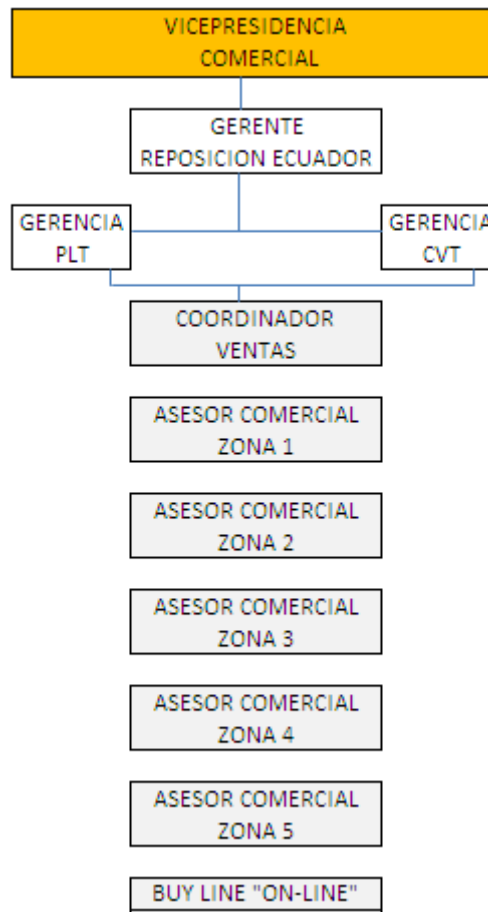 VICEPRESIDENCIA
COMERCIAL
GERENTE
REPOSICION ECUADOR
GERENCIA
PLT
GERENCIA
CVT
COORDINADOR
VENTAS
ASESOR COMERCIAL
ZONA 1
ASESOR COMERCIAL
ZONA 2
ASESOR COMERCIAL
ZONA 3
ASESOR COMERCIAL
ZONA 4
ASESOR COMERCIAL
ZONA 5
BUY LINE "ON-LINE"